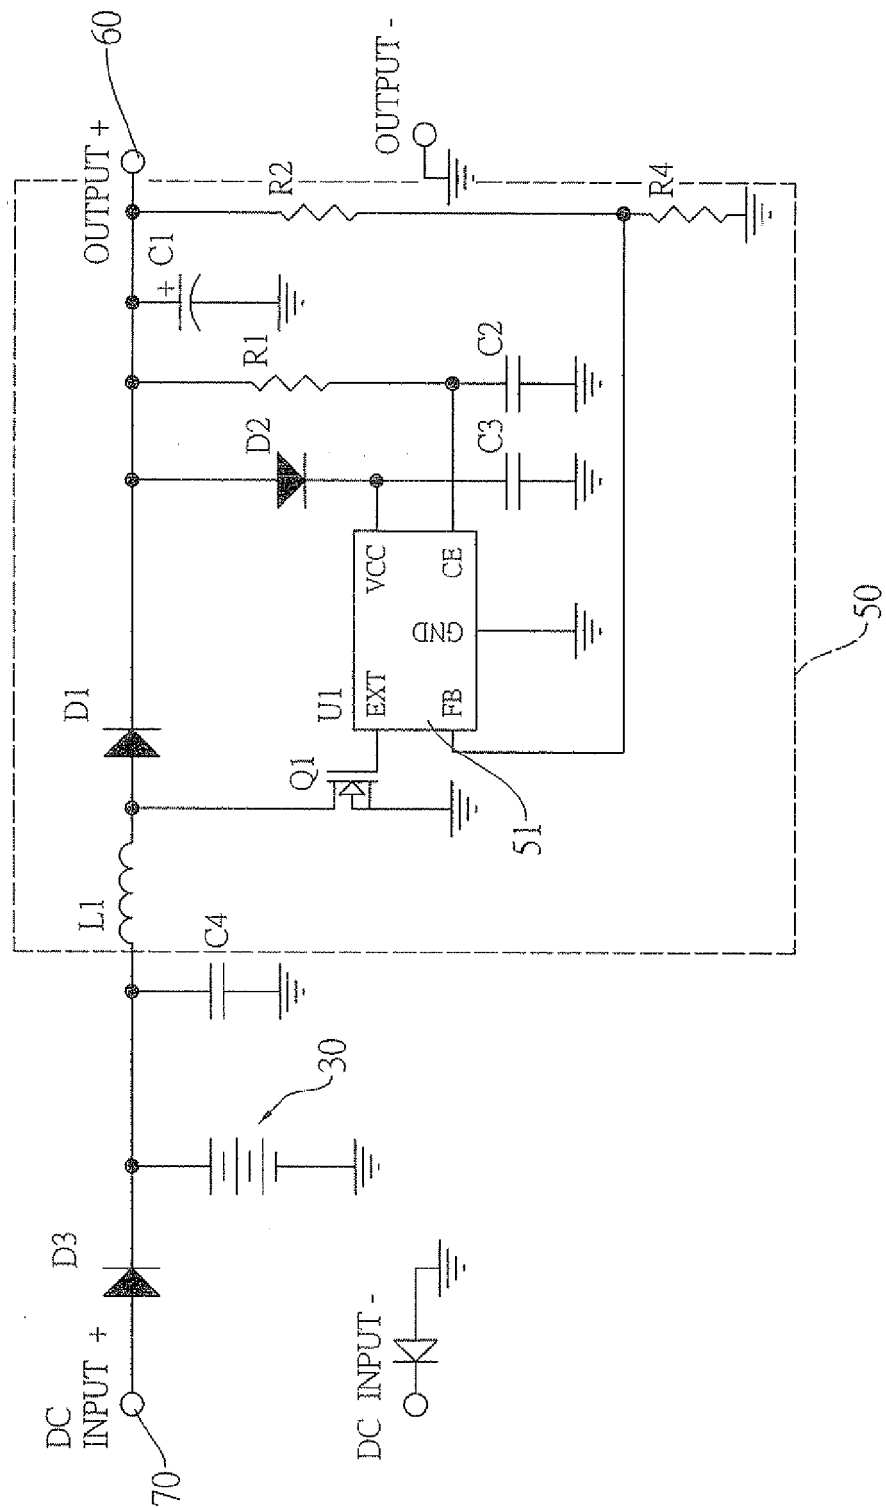 DC
INPUT +
70
D3
30
DC INPUT -
C4
L1
D1
Q1
U1
EXT
VCC
FB
GND
CE
51
D2
R1
C3
C2
C1
+
R2
R4
OUTPUT +
60
OUTPUT -
50